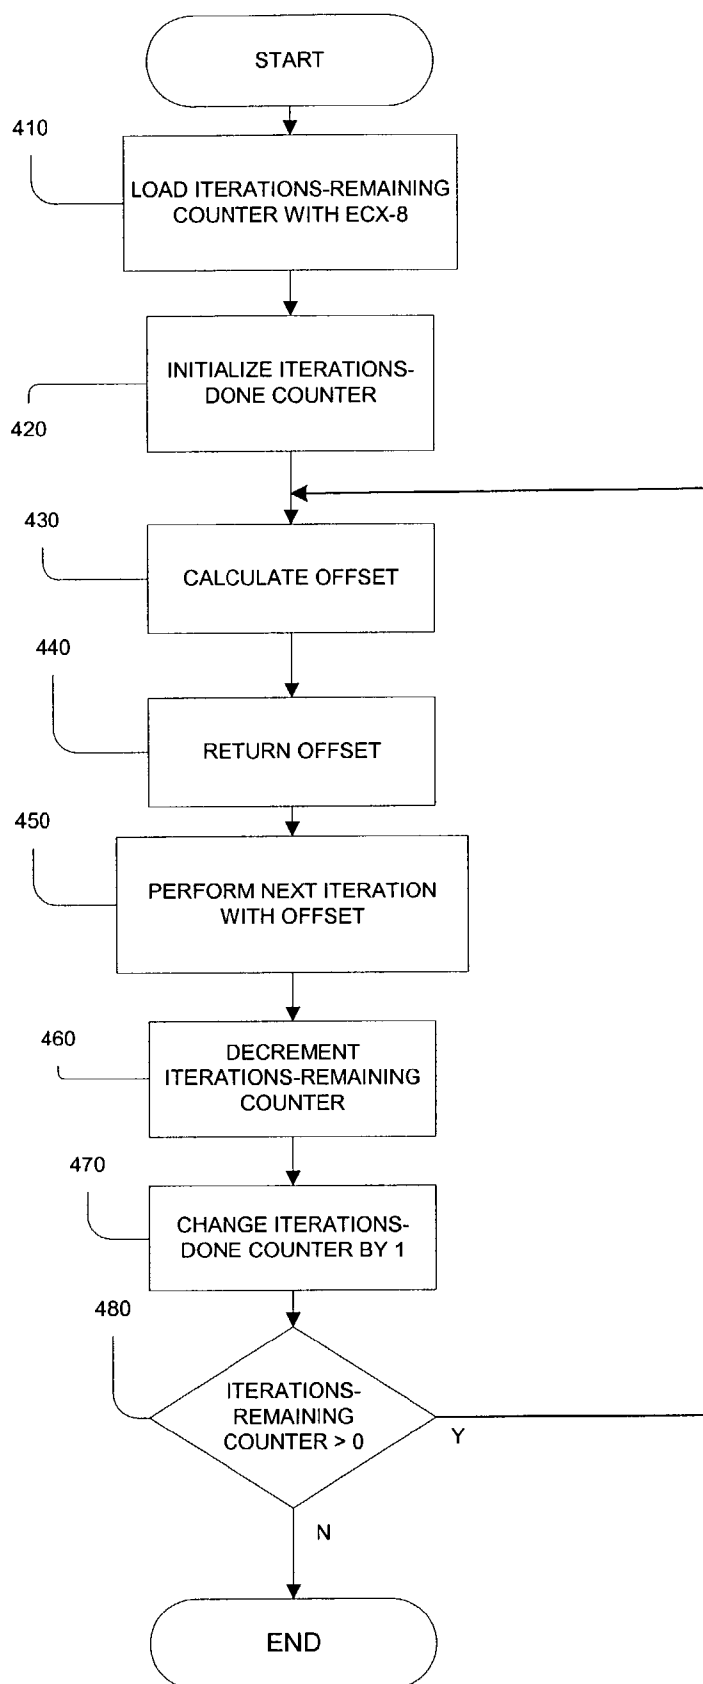 START
410
LOAD ITERATIONS-REMAINING
COUNTER WITH ECX-8
INITIALIZE ITERATIONS-
DONE COUNTER
420
430
CALCULATE OFFSET
440
RETURN OFFSET
450
PERFORM NEXT ITERATION
WITH OFFSET
460
DECREMENT
ITERATIONS-REMAINING
COUNTER
470
CHANGE ITERATIONS-
DONE COUNTER BY 1
480
ITERATIONS-
REMAINING
COUNTER > 0
Y
N
END